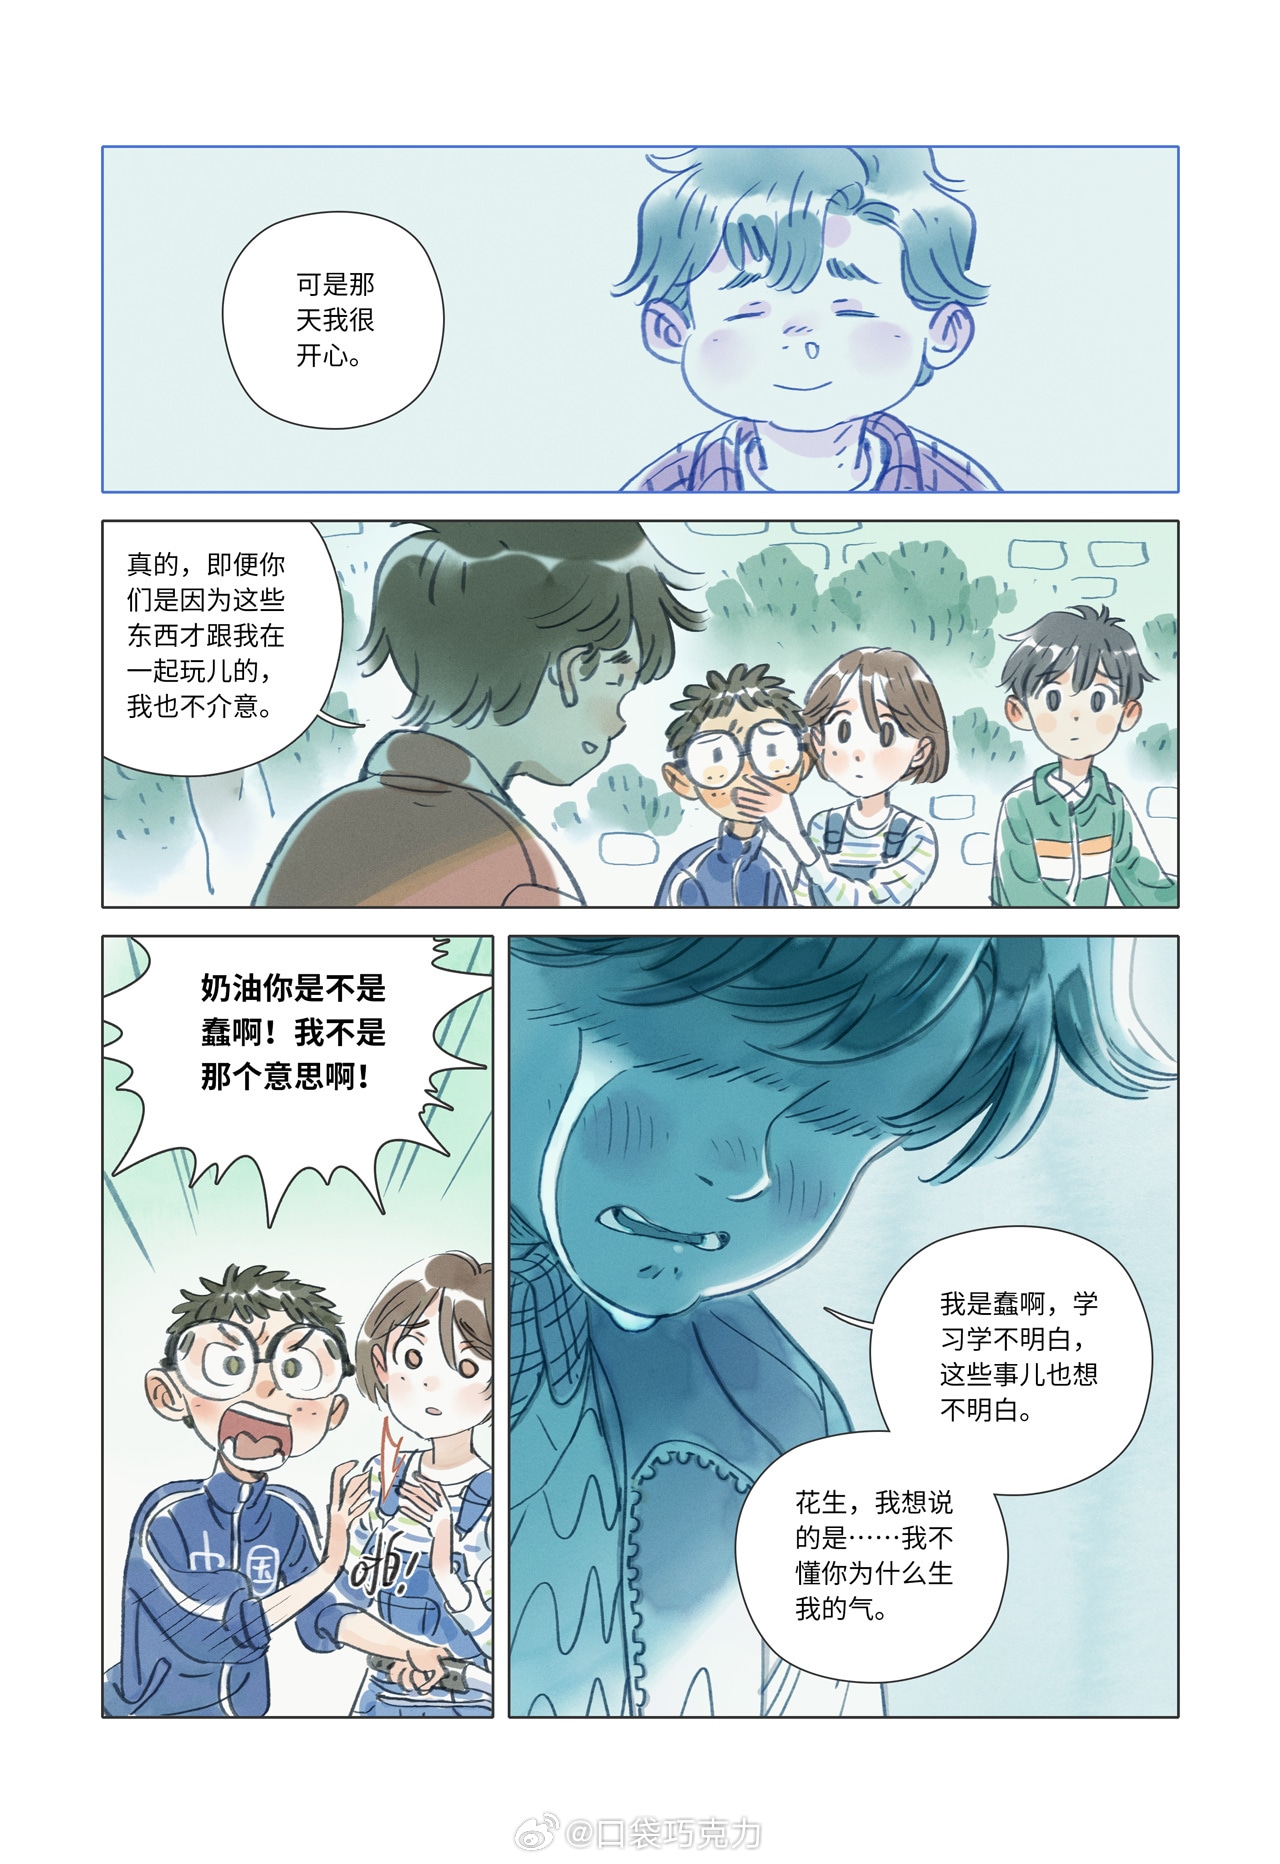 可是那
天我很
开心。
真的，即便你
们是因为这些
东西才跟我在
一起玩儿的，
我也不介意。
奶油你是不是
蠢啊！我不是
那个意思啊！
中国
啪！
我是蠢啊，学
习学不明白，
这些事儿也想
不明白。
花生，我想说
的是……我不
懂你为什么生
我的气。
@口袋巧克力